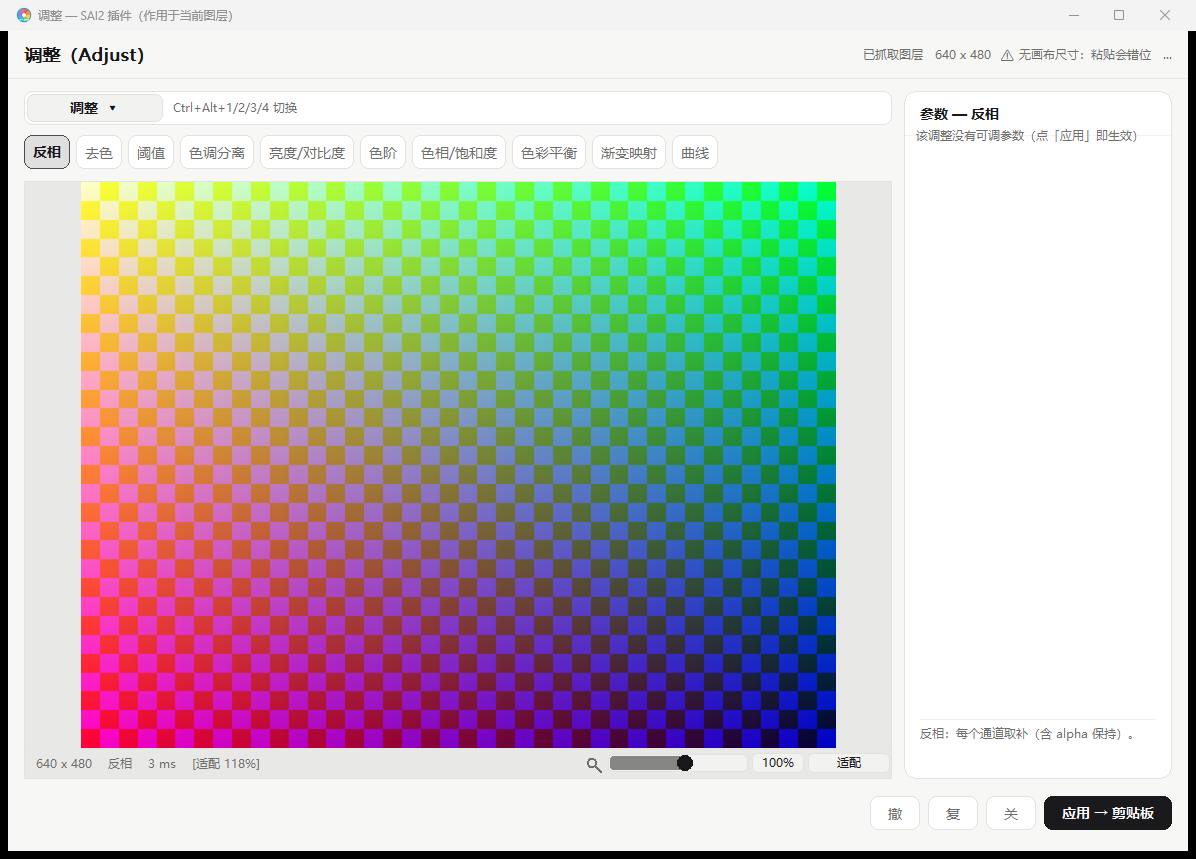 调整 — SAI2 插件（作用于当前图层）
调整（Adjust）
已抓取图层 640 x 480 ⚠ 无画布尺寸：粘贴会错位 ...
调整 ▼ Ctrl+Alt+1/2/3/4 切换
反相 去色 阈值 色调分离 亮度/对比度 色阶 色相/饱和度 色彩平衡 渐变映射 曲线
参数 — 反相
该调整没有可调参数（点「应用」即生效）
反相：每个通道取补（含 alpha 保持）。
640 x 480 反相 3 ms [适配 118%] 100% 适配
撤 复 关 应用 → 剪贴板